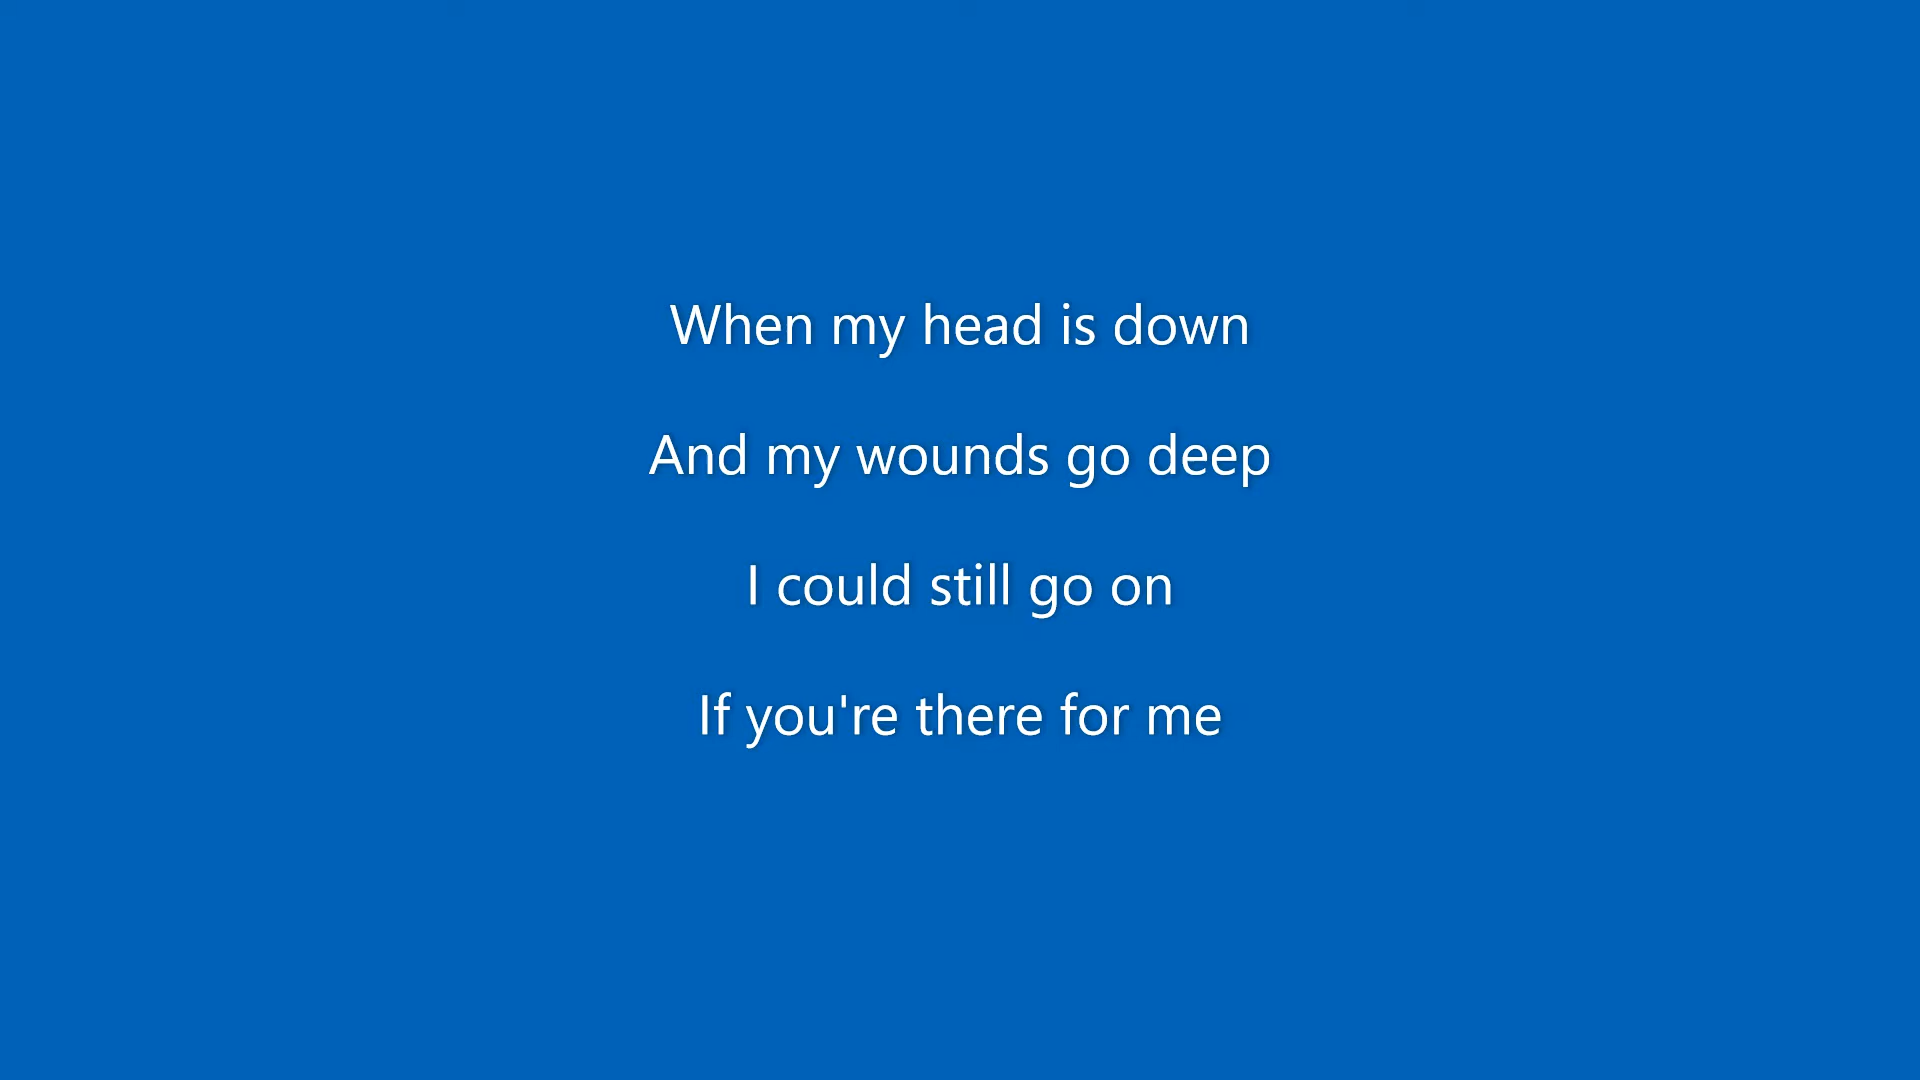 When my head is down
And my wounds go deep
I could still go on
If you're there for me